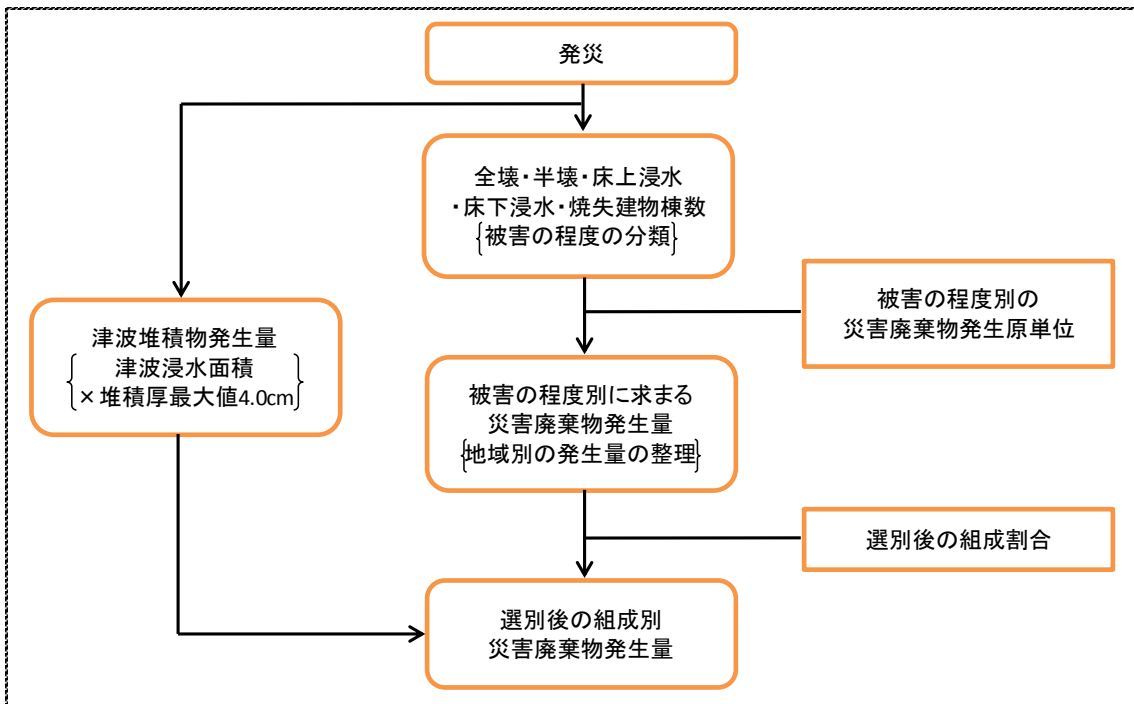 発災
全壊・半壊・床上浸水
・床下浸水・焼失建物棟数
{被害の程度の分類}
被害の程度別の
災害廃棄物発生原単位
津波堆積物発生量
津波浸水面積
× 堆積厚最大値4.0cm
被害の程度別に求まる
災害廃棄物発生量
{地域別の発生量の整理}
選別後の組成割合
選別後の組成別
災害廃棄物発生量